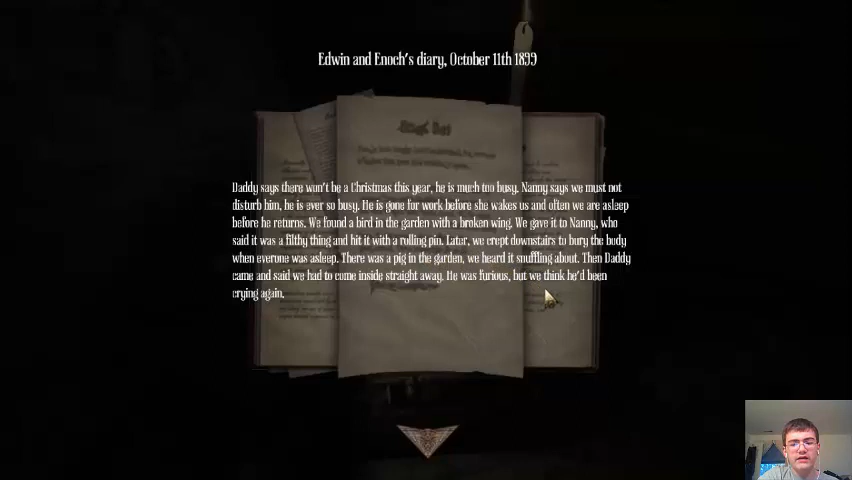 Edwin and Enoch's diary, October 11th 1899
Daddy says there won't be a Christmas this year, he is much too busy. Nanny says we must not
disturb him, he is ever so busy. He is gone for work before she wakes us and often we are asleep
before he returns. We found a bird in the garden with a broken wing. We gave it to Nanny, who
said it was a filthy thing and hit it with a rolling pin. Later, we crept downstairs to bury the body
when everone was asleep. There was a pig in the garden, we heard it snuffling about. Then Daddy
came and said we had to come inside straight away. He was furious, but we think he'd been
crying again.